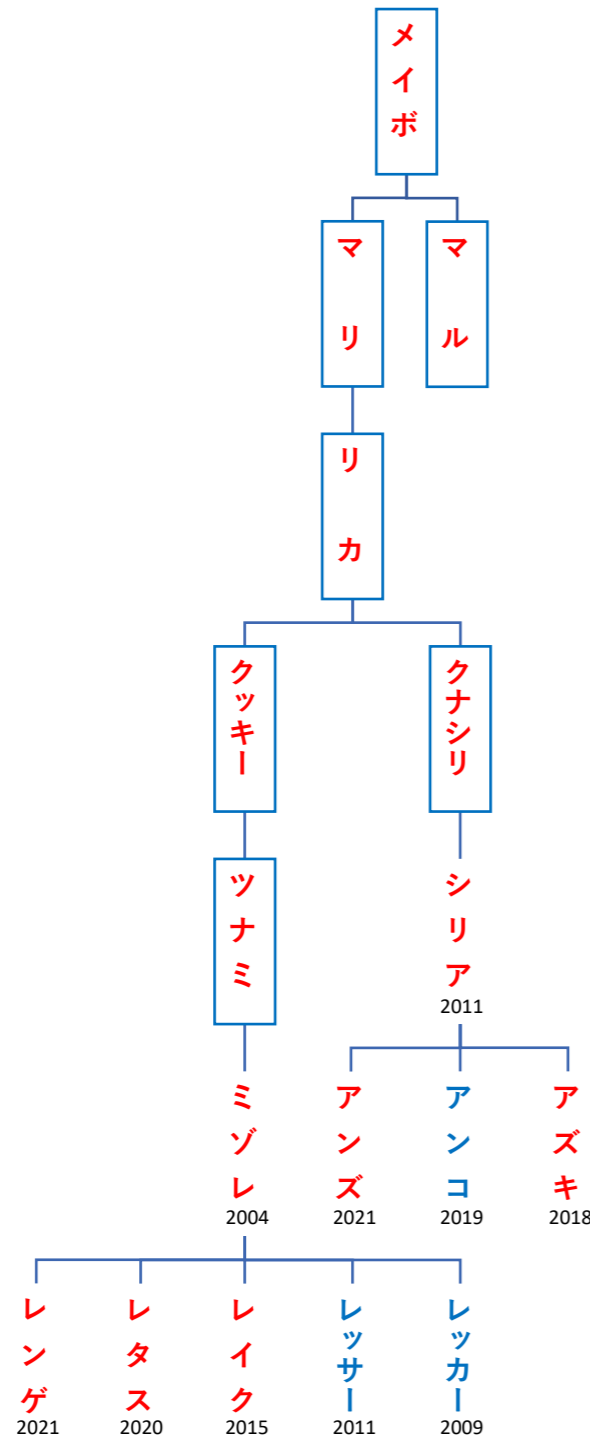 メイボ
マリ
マル
リカ
クッキー
クナシリ
ツナミ
シリア
2011
ミゾレ
2004
アンズ
2021
アンコ
2019
アズキ
2018
レンゲ
2021
レタス
2020
レイク
2015
レッサー
2011
レッカー
2009